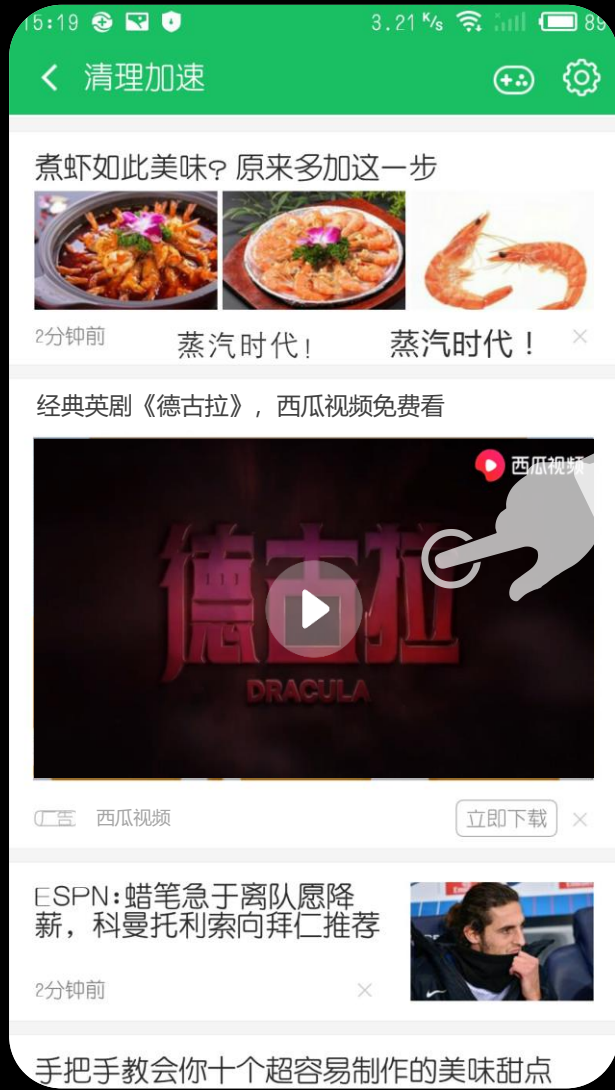 15:19
3.21 K/s
89
清理加速
煮虾如此美味? 原来多加这一步
2分钟前
蒸汽时代!
蒸汽时代！
经典英剧《德古拉》，西瓜视频免费看
西瓜视频
德古拉
DRACULA
广告
西瓜视频
立即下载
ESPN:蜡笔急于离队愿降
薪，科曼托利索向拜仁推荐
2分钟前
手把手教会你十个超容易制作的美味甜点